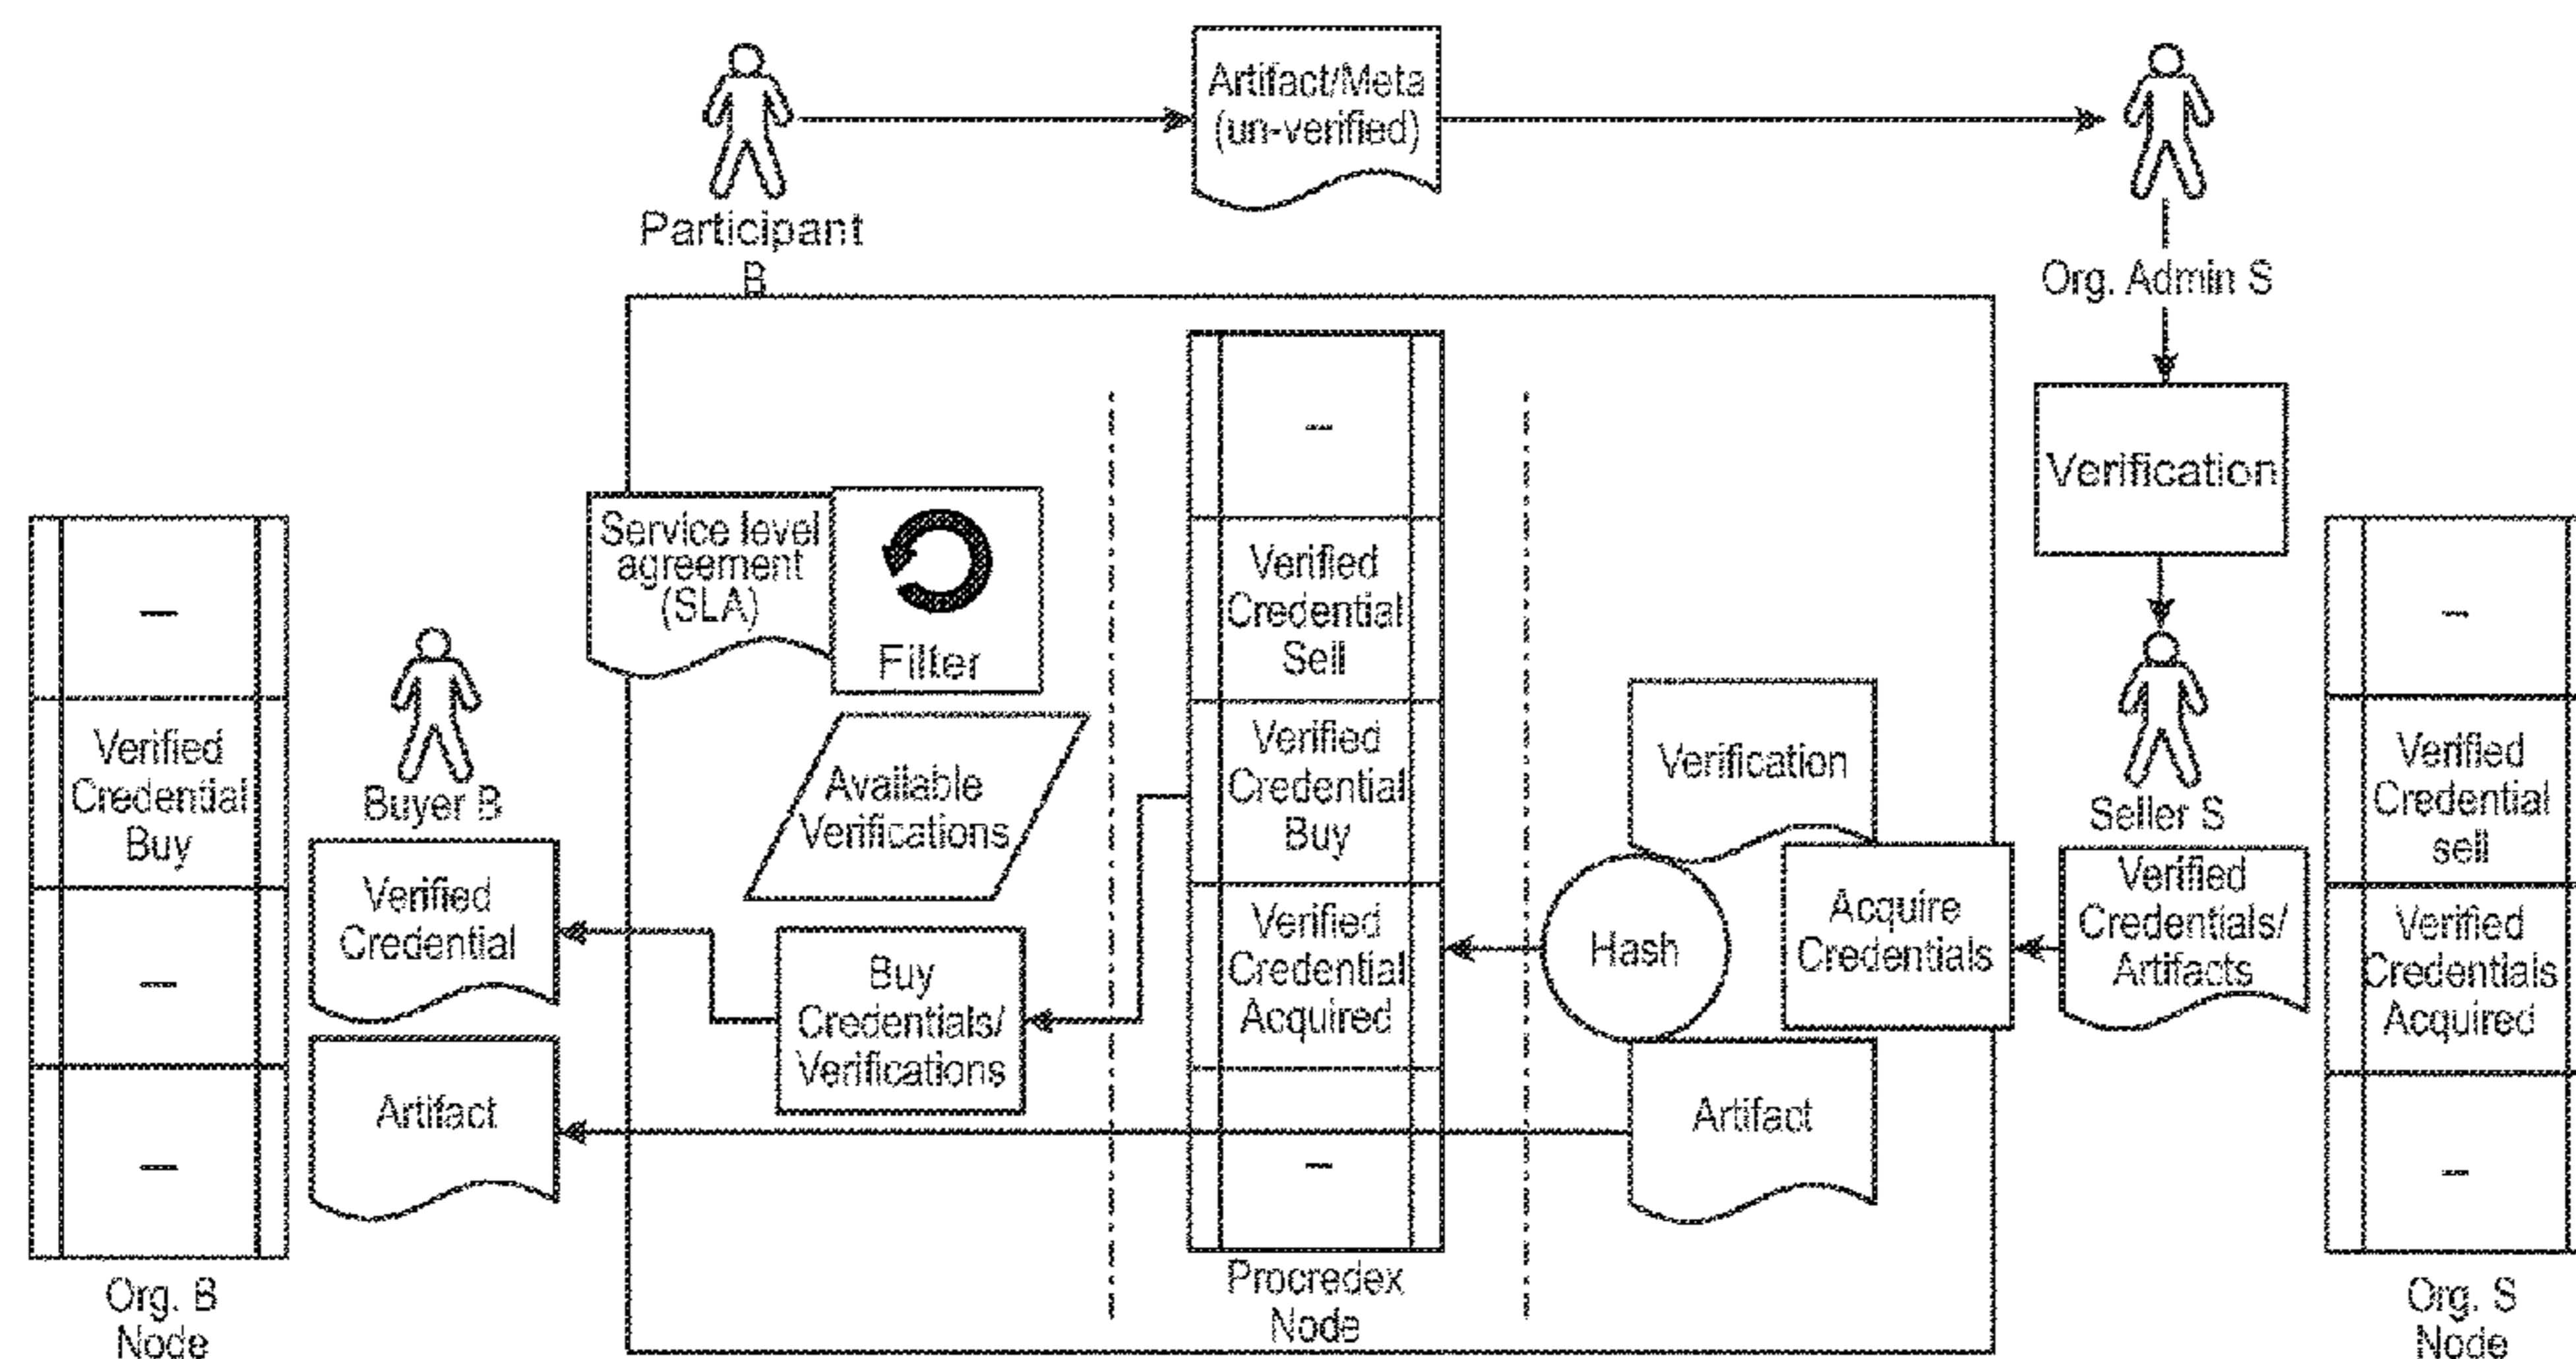 Artifact/Meta
(un-verified)
Participant
B
Org. Admin S
Verification
Service level
agreement
(SLA)
Filter
Available
Verifications
Buy
Credentials/
Verifications
–
Verified
Credential
Sell
Verified
Credential
Buy
Verified
Credential
Acquired
–
Procredex
Node
Verification
Hash
Acquire
Credentials
Artifact
Seller S
Verified
Credentials/
Artifacts
–
Verified
Credential
Buy
–
–
Org. B
Node
Buyer B
Verified
Credential
Artifact
–
Verified
Credential
sell
Verified
Credentials
Acquired
–
Org. S
Node